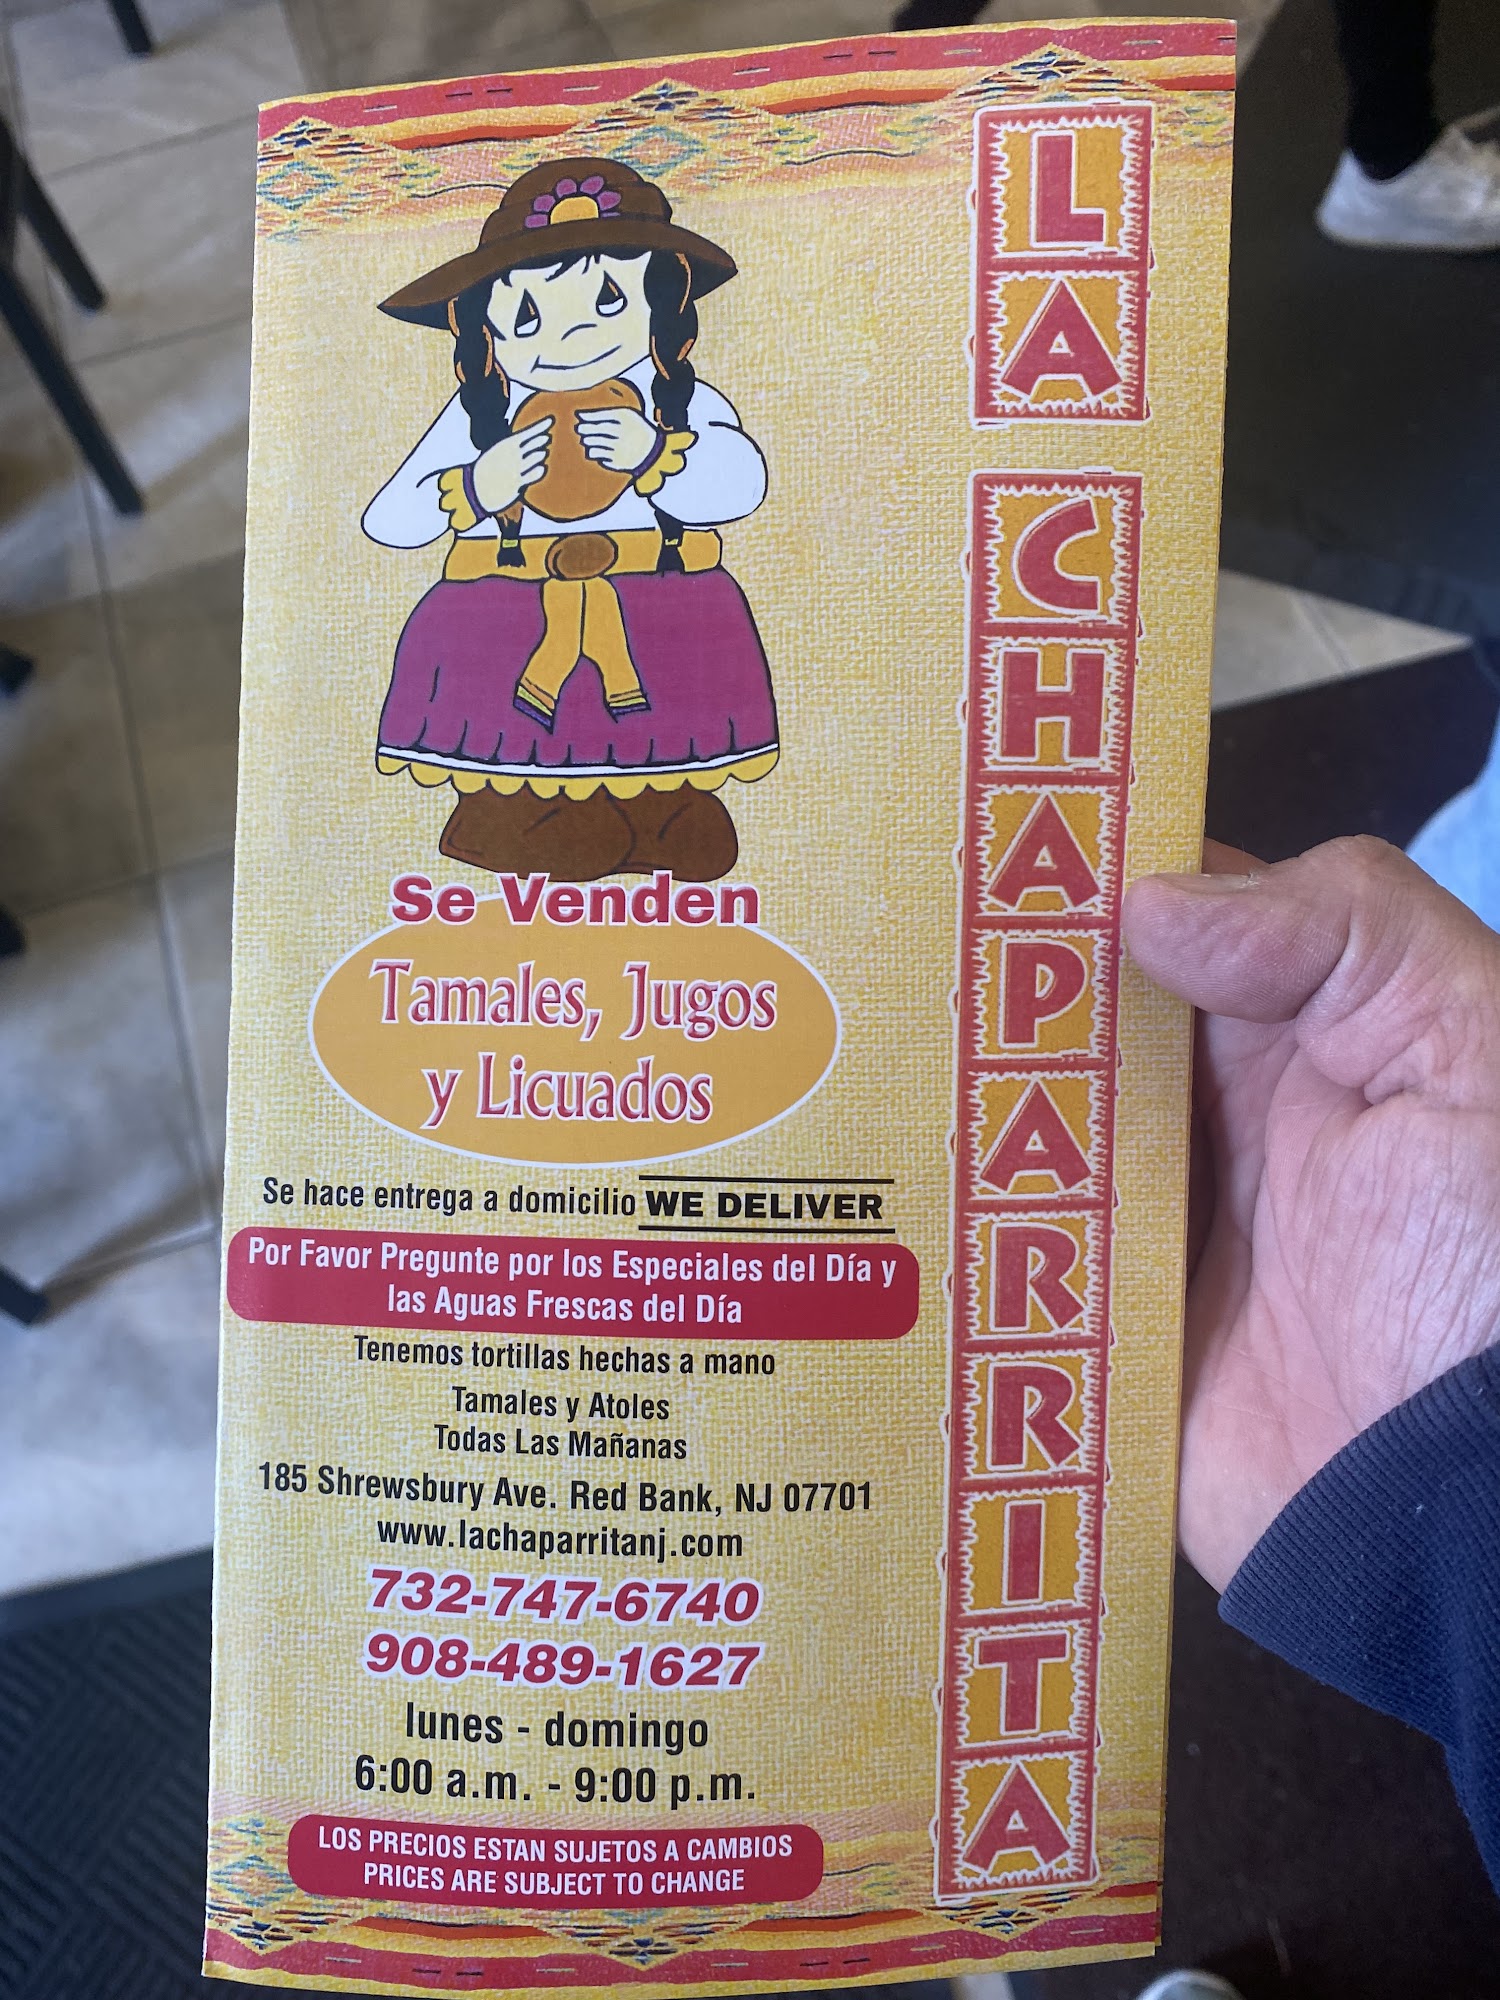 LA CHAPARRITA
Se Venden
Tamales, Jugos
y Licuados
Se hace entrega a domicilio WE DELIVER
Por Favor Pregunte por los Especiales del Día y
las Aguas Frescas del Día
Tenemos tortillas hechas a mano
Tamales y Atoles
Todas Las Mañanas
185 Shrewsbury Ave. Red Bank, NJ 07701
www.lachaparritanj.com
732-747-6740
908-489-1627
lunes - domingo
6:00 a.m. - 9:00 p.m.
LOS PRECIOS ESTAN SUJETOS A CAMBIOS
PRICES ARE SUBJECT TO CHANGE